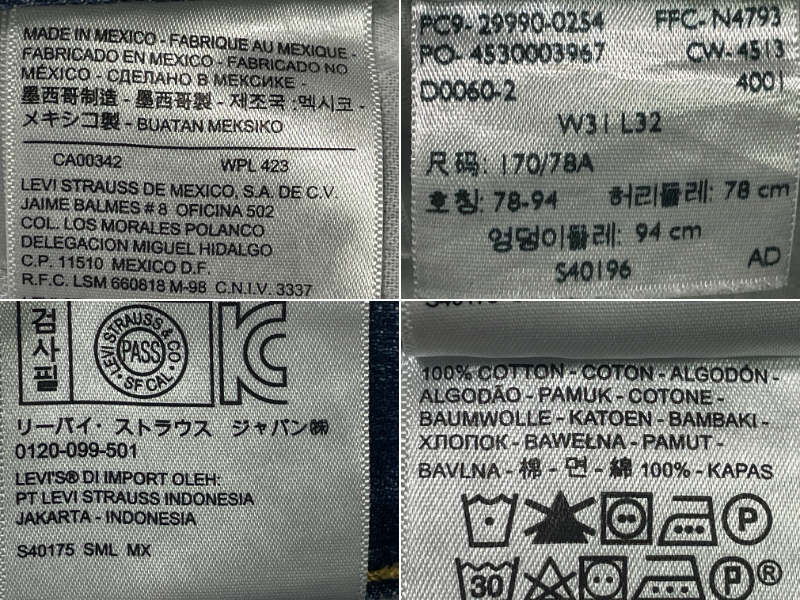 MADE IN MEXICO - FABRIQUE AU MEXIQUE -
FABRICADO EN MEXICO - FABRICADO NO
MÉXICO - СДЕЛАНО В МЕКСИКЕ -
墨西哥制造 - 墨西哥製 - 제조국 :멕시코 -
メキシコ製 - BUATAN MEKSIKO
CA00342 WPL 423
LEVI STRAUSS DE MEXICO, S.A. DE C.V.
JAIME BALMES # 8 OFICINA 502
COL. LOS MORALES POLANCO
DELEGACION MIGUEL HIDALGO
C.P. 11510 MEXICO D.F.
R.F.C. LSM 660818 M-98 C.N.I.V. 3337
PC9- 29990-0254 FFC- N4793
PO- 4530003967 CW- 4513
D0060-2 4001
W31 L32
尺码: 170/78A
호칭: 78-94 허리둘레: 78 cm
엉덩이둘레: 94 cm
S40196 AD
검사필
LEVI STRAUSS & CO
PASS
SF CAL
KC
リーバイ・ストラウス ジャパン㈱
0120-099-501
LEVI'S® DI IMPORT OLEH:
PT LEVI STRAUSS INDONESIA
JAKARTA - INDONESIA
S40175 SML MX
100% COTTON - COTON - ALGODÓN -
ALGODÃO - PAMUK - COTONE -
BAUMWOLLE - KATOEN - BAMBAKI -
ХЛОПОК - BAWEŁNA - PAMUT -
BAVLNA - 棉 - 면 - 綿 100% - KAPAS
P
30 P ®